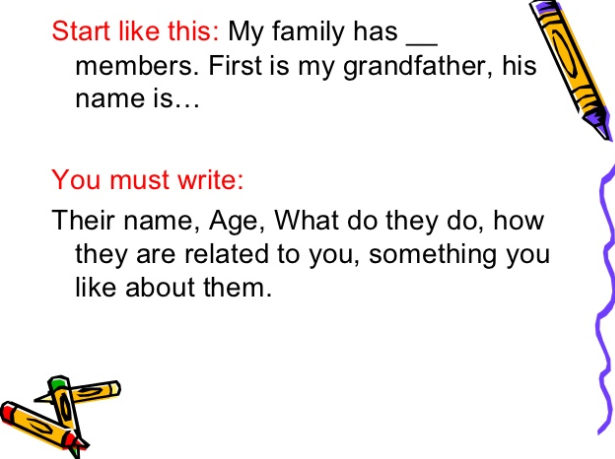 Start like this: My family has __
members. First is my grandfather, his
name is…
You must write:
Their name, Age, What do they do, how
they are related to you, something you
like about them.